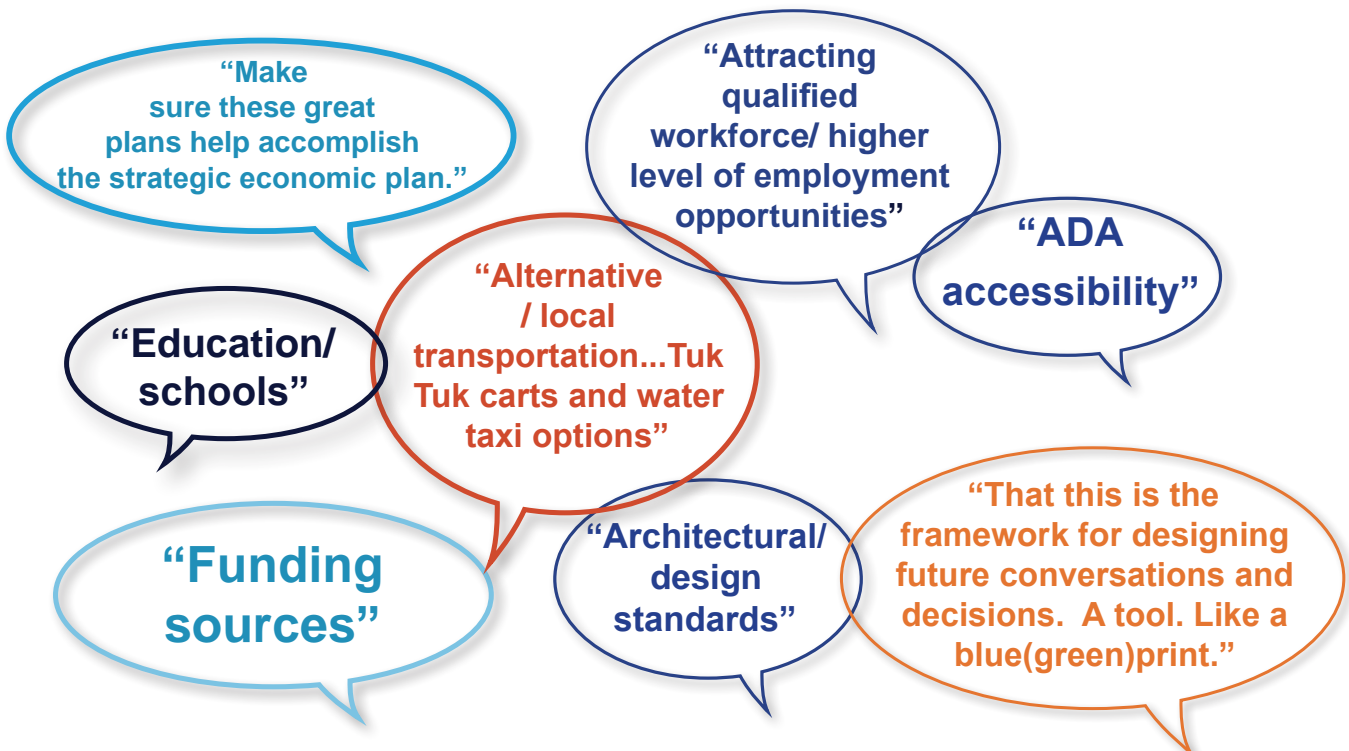 “Make
sure these great
plans help accomplish
the strategic economic plan.”
“Attracting
qualified
workforce/ higher
level of employment
opportunities”
“ADA
accessibility”
“Education/
schools”
“Alternative
/ local
transportation...Tuk
Tuk carts and water
taxi options”
“Funding
sources”
“Architectural/
design
standards”
“That this is the
framework for designing
future conversations and
decisions.  A tool. Like a
blue(green)print.”